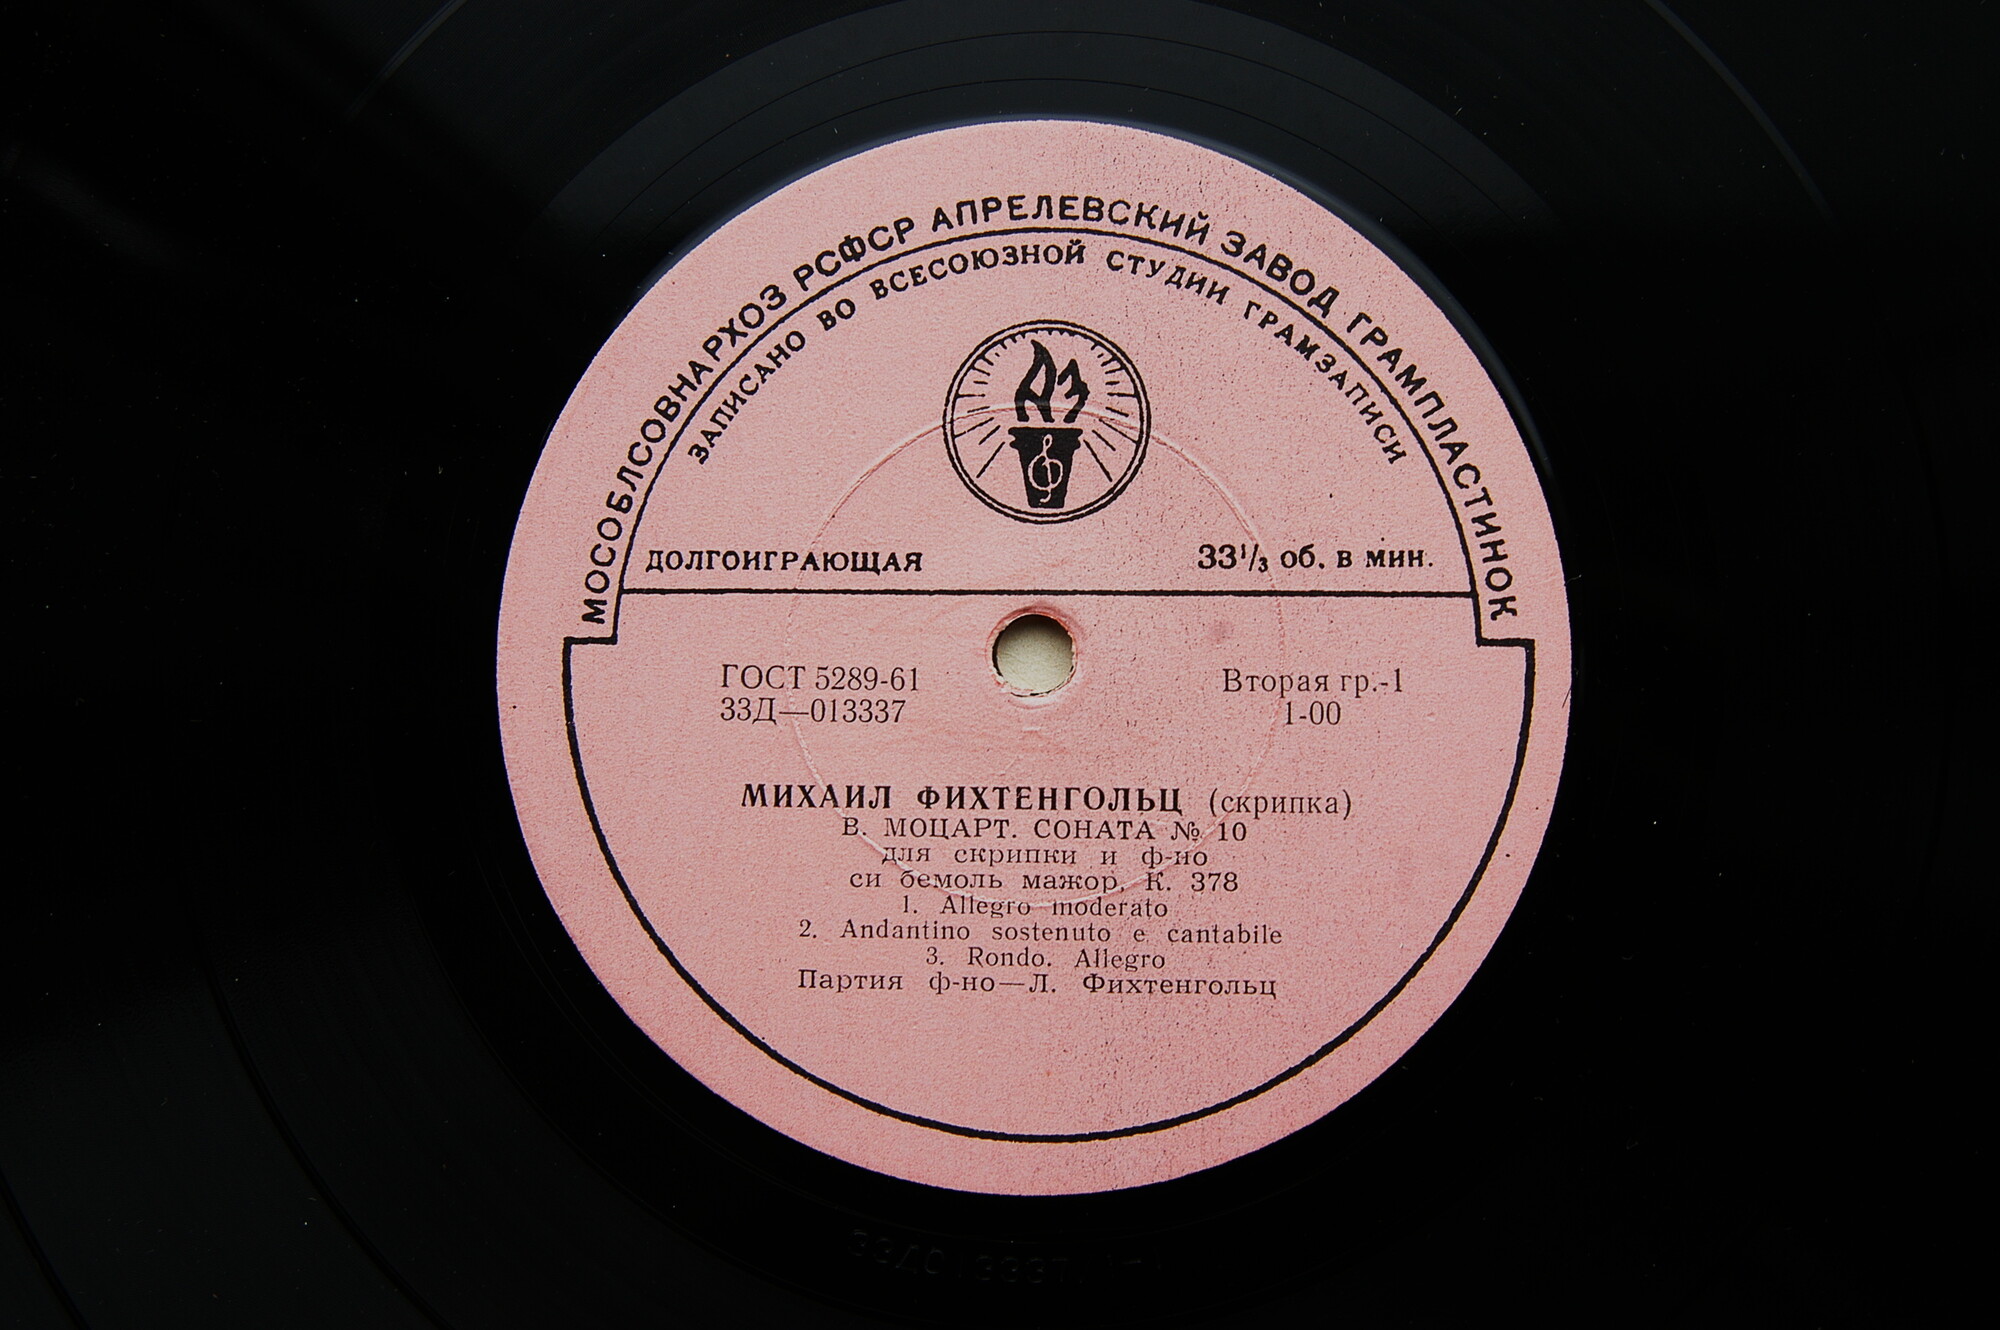 МОСОБЛСОВНАРХОЗ РСФСР АПРЕЛЕВСКИЙ ЗАВОД ГРАМПЛАСТИНОК
ЗАПИСАНО ВО ВСЕСОЮЗНОЙ СТУДИИ ГРАМЗАПИСИ
АЗ
ДОЛГОИГРАЮЩАЯ
33⅓ об. в мин.
ГОСТ 5289-61
33Д—013337
Вторая гр.-1
1-00
МИХАИЛ ФИХТЕНГОЛЬЦ (скрипка)
В. МОЦАРТ. СОНАТА № 10
для скрипки и ф-но
си бемоль мажор, К. 378
1. Allegro moderato
2. Andantino sostenuto e cantabile
3. Rondo. Allegro
Партия ф-но—Л. Фихтенгольц